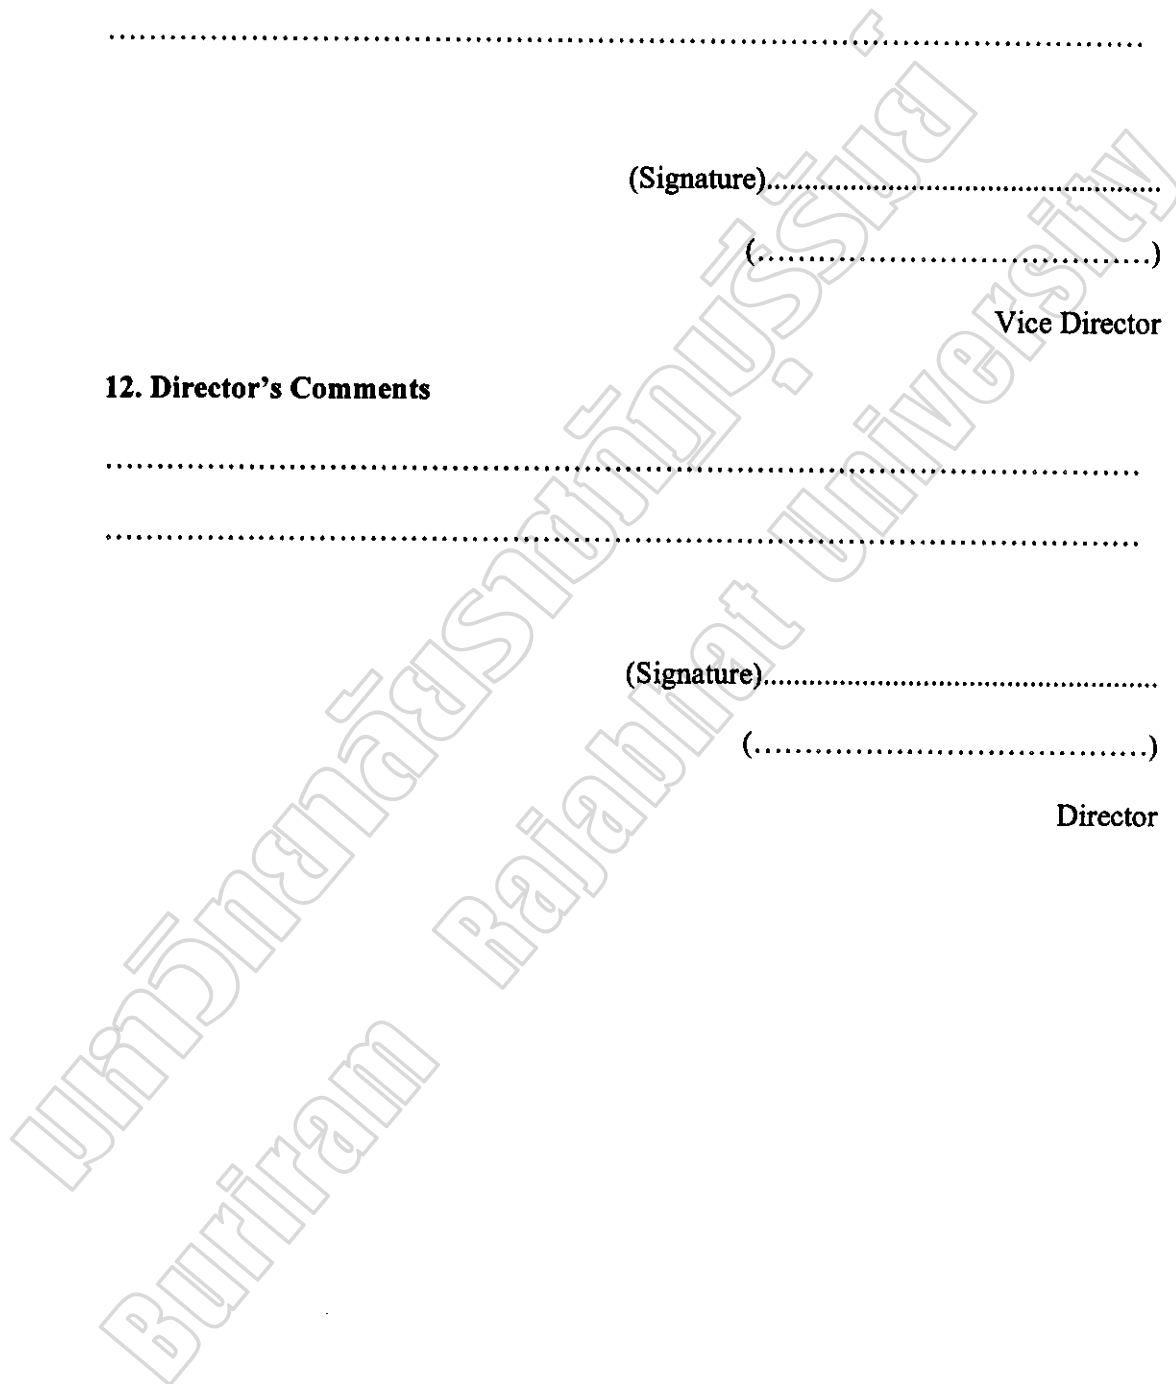 ........................................................................................
(Signature)....................................................
(.......................................)
Vice Director
12. Director's Comments
........................................................................................
........................................................................................
(Signature)....................................................
(.......................................)
Director
มหาวิทยาลัยราชภัฏบุรีรัมย์
Buriram Rajabhat University